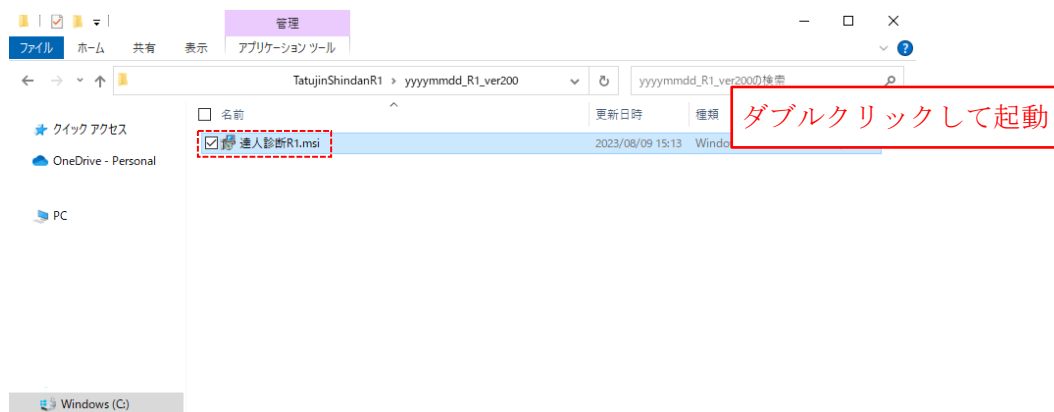 管理
ファイル ホーム 共有 表示 アプリケーション ツール
TatujinShindanR1 › yyyymmdd_R1_ver200
yyyymmdd_R1_ver200の検索
ダブルクリックして起動
名前 更新日時 種類
クイック アクセス
達人診断R1.msi 2023/08/09 15:13 Windo
OneDrive - Personal
PC
Windows (C:)